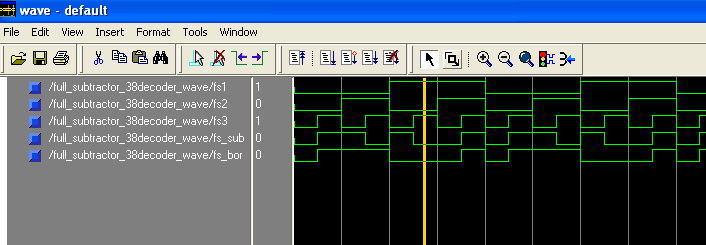 wave - default
File Edit View Insert Format Tools Window
/full_subtractor_38decoder_wave/fs1 1
/full_subtractor_38decoder_wave/fs2 0
/full_subtractor_38decoder_wave/fs3 1
/full_subtractor_38decoder_wave/fs_sub 0
/full_subtractor_38decoder_wave/fs_bor 0